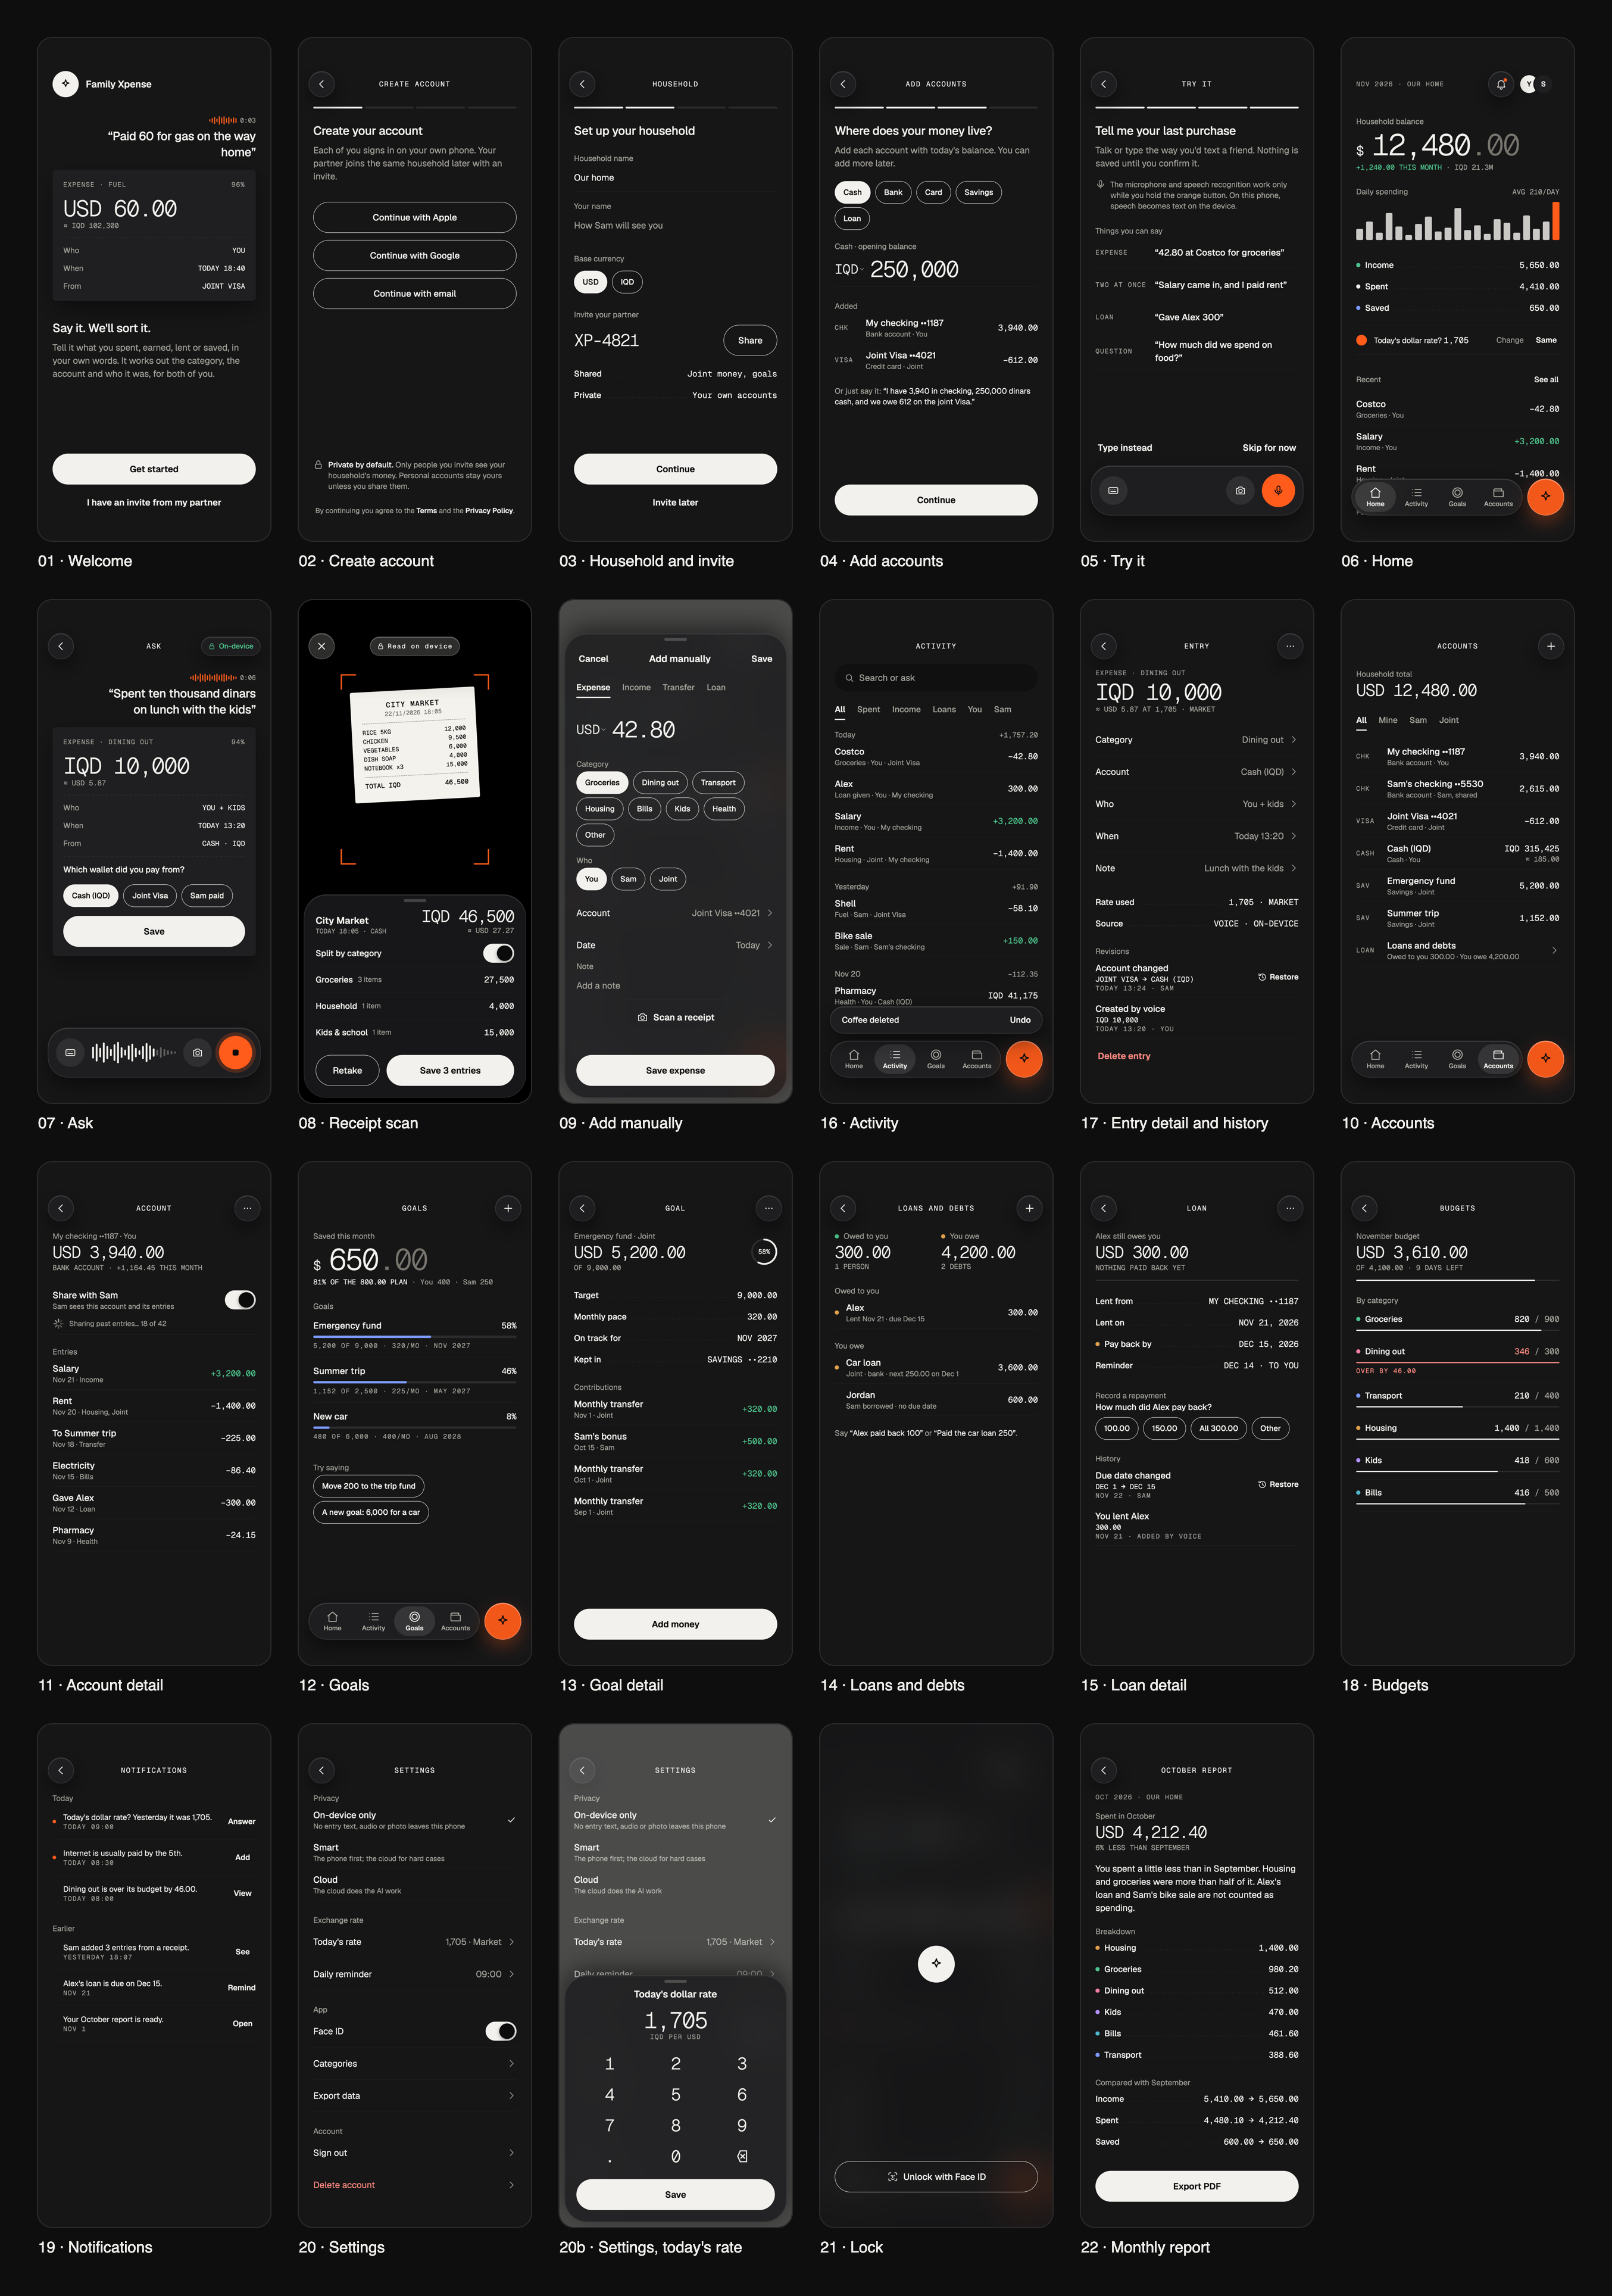 Family Xpense
0:03
“Paid 60 for gas on the way
home”
EXPENSE · FUEL 96%
USD 60.00
≈ IQD 102,300
Who YOU
When TODAY 18:40
From JOINT VISA
Say it. We'll sort it.
Tell it what you spent, earned, lent or saved, in
your own words. It works out the category, the
account and who it was, for both of you.
Get started
I have an invite from my partner
01 · Welcome
CREATE ACCOUNT
Create your account
Each of you signs in on your own phone. Your
partner joins the same household later with an
invite.
Continue with Apple
Continue with Google
Continue with email
Private by default. Only people you invite see your
household's money. Personal accounts stay yours
unless you share them.
By continuing you agree to the Terms and the Privacy Policy.
02 · Create account
HOUSEHOLD
Set up your household
Household name
Our home
Your name
How Sam will see you
Base currency
USD IQD
Invite your partner
XP-4821 Share
Shared Joint money, goals
Private Your own accounts
Continue
Invite later
03 · Household and invite
ADD ACCOUNTS
Where does your money live?
Add each account with today's balance. You can
add more later.
Cash Bank Card Savings
Loan
Cash · opening balance
IQD 250,000
Added
CHK My checking ••1187 3,940.00
Bank account · You
VISA Joint Visa ••4021 −612.00
Credit card · Joint
Or just say it: “I have 3,940 in checking, 250,000 dinars
cash, and we owe 612 on the joint Visa.”
Continue
04 · Add accounts
TRY IT
Tell me your last purchase
Talk or type the way you'd text a friend. Nothing is
saved until you confirm it.
The microphone and speech recognition work only
while you hold the orange button. On this phone,
speech becomes text on the device.
Things you can say
EXPENSE “42.80 at Costco for groceries”
TWO AT ONCE “Salary came in, and I paid rent”
LOAN “Gave Alex 300”
QUESTION “How much did we spend on
food?”
Type instead Skip for now
05 · Try it
NOV 2026 · OUR HOME Y S
Household balance
$ 12,480.00
+1,240.00 THIS MONTH · IQD 21.3M
Daily spending AVG 210/DAY
Income 5,650.00
Spent 4,410.00
Saved 650.00
Today's dollar rate? 1,705 Change Same
Recent See all
Costco −42.80
Groceries · You
Salary +3,200.00
Income · You
Rent −1,400.00
Home Activity Goals Accounts
06 · Home
ASK On-device
0:06
“Spent ten thousand dinars
on lunch with the kids”
EXPENSE · DINING OUT 94%
IQD 10,000
≈ USD 5.87
Who YOU + KIDS
When TODAY 13:20
From CASH · IQD
Which wallet did you pay from?
Cash (IQD) Joint Visa Sam paid
Save
07 · Ask
Read on device
CITY MARKET
22/11/2026 18:05
RICE 5KG 12,000
CHICKEN 9,500
VEGETABLES 6,000
DISH SOAP 4,000
NOTEBOOK x3 15,000
TOTAL IQD 46,500
City Market IQD 46,500
TODAY 18:05 · CASH ≈ USD 27.27
Split by category
Groceries 3 items 27,500
Household 1 item 4,000
Kids & school 1 item 15,000
Retake Save 3 entries
08 · Receipt scan
Cancel Add manually Save
Expense Income Transfer Loan
USD 42.80
Category
Groceries Dining out Transport
Housing Bills Kids Health
Other
Who
You Sam Joint
Account Joint Visa ••4021
Date Today
Note
Add a note
Scan a receipt
Save expense
09 · Add manually
ACTIVITY
Search or ask
All Spent Income Loans You Sam
Today +1,757.20
Costco −42.80
Groceries · You · Joint Visa
Alex 300.00
Loan given · You · My checking
Salary +3,200.00
Income · You · My checking
Rent −1,400.00
Housing · Joint · My checking
Yesterday +91.90
Shell −58.10
Fuel · Sam · Joint Visa
Bike sale +150.00
Sale · Sam · Sam's checking
Nov 20 −112.35
Pharmacy IQD 41,175
Health · You · Cash (IQD)
Coffee deleted Undo
Home Activity Goals Accounts
16 · Activity
ENTRY
EXPENSE · DINING OUT
IQD 10,000
≈ USD 5.87 AT 1,705 · MARKET
Category Dining out
Account Cash (IQD)
Who You + kids
When Today 13:20
Note Lunch with the kids
Rate used 1,705 · MARKET
Source VOICE · ON-DEVICE
Revisions
Account changed
JOINT VISA → CASH (IQD) Restore
TODAY 13:24 · SAM
Created by voice
IQD 10,000
TODAY 13:20 · YOU
Delete entry
17 · Entry detail and history
ACCOUNTS
Household total
USD 12,480.00
All Mine Sam Joint
CHK My checking ••1187 3,940.00
Bank account · You
CHK Sam's checking ••5530 2,615.00
Bank account · Sam, shared
VISA Joint Visa ••4021 −612.00
Credit card · Joint
CASH Cash (IQD) IQD 315,425
Cash · You ≈ 185.00
SAV Emergency fund 5,200.00
Savings · Joint
SAV Summer trip 1,152.00
Savings · Joint
LOAN Loans and debts
Owed to you 300.00 · You owe 4,200.00
Home Activity Goals Accounts
10 · Accounts
ACCOUNT
My checking ••1187 · You
USD 3,940.00
BANK ACCOUNT · +1,164.45 THIS MONTH
Share with Sam
Sam sees this account and its entries
Sharing past entries… 18 of 42
Entries
Salary +3,200.00
Nov 21 · Income
Rent −1,400.00
Nov 20 · Housing, Joint
To Summer trip −225.00
Nov 18 · Transfer
Electricity −86.40
Nov 15 · Bills
Gave Alex −300.00
Nov 12 · Loan
Pharmacy −24.15
Nov 9 · Health
11 · Account detail
GOALS
Saved this month
$ 650.00
81% OF THE 800.00 PLAN · You 400 · Sam 250
Goals
Emergency fund 58%
5,200 OF 9,000 · 320/MO · NOV 2027
Summer trip 46%
1,152 OF 2,500 · 225/MO · MAY 2027
New car 8%
480 OF 6,000 · 400/MO · AUG 2028
Try saying
Move 200 to the trip fund
A new goal: 6,000 for a car
Home Activity Goals Accounts
12 · Goals
GOAL
Emergency fund · Joint
USD 5,200.00 58%
OF 9,000.00
Target 9,000.00
Monthly pace 320.00
On track for NOV 2027
Kept in SAVINGS ••2210
Contributions
Monthly transfer +320.00
Nov 1 · Joint
Sam's bonus +500.00
Oct 15 · Sam
Monthly transfer +320.00
Oct 1 · Joint
Monthly transfer +320.00
Sep 1 · Joint
Add money
13 · Goal detail
LOANS AND DEBTS
Owed to you You owe
300.00 4,200.00
1 PERSON 2 DEBTS
Owed to you
Alex 300.00
Lent Nov 21 · due Dec 15
You owe
Car loan 3,600.00
Joint · bank · next 250.00 on Dec 1
Jordan 600.00
Sam borrowed · no due date
Say “Alex paid back 100” or “Paid the car loan 250”.
14 · Loans and debts
LOAN
Alex still owes you
USD 300.00
NOTHING PAID BACK YET
Lent from MY CHECKING ••1187
Lent on NOV 21, 2026
Pay back by DEC 15, 2026
Reminder DEC 14 · TO YOU
Record a repayment
How much did Alex pay back?
100.00 150.00 All 300.00 Other
History
Due date changed
DEC 1 → DEC 15 Restore
NOV 22 · SAM
You lent Alex
300.00
NOV 21 · ADDED BY VOICE
15 · Loan detail
BUDGETS
November budget
USD 3,610.00
OF 4,100.00 · 9 DAYS LEFT
By category
Groceries 820 / 900
Dining out 346 / 300
OVER BY 46.00
Transport 210 / 400
Housing 1,400 / 1,400
Kids 418 / 600
Bills 416 / 500
18 · Budgets
NOTIFICATIONS
Today
Today's dollar rate? Yesterday it was 1,705. Answer
TODAY 09:00
Internet is usually paid by the 5th. Add
TODAY 08:30
Dining out is over its budget by 46.00. View
TODAY 08:00
Earlier
Sam added 3 entries from a receipt. See
YESTERDAY 18:07
Alex's loan is due on Dec 15. Remind
NOV 21
Your October report is ready. Open
NOV 1
19 · Notifications
SETTINGS
Privacy
On-device only
No entry text, audio or photo leaves this phone
Smart
The phone first; the cloud for hard cases
Cloud
The cloud does the AI work
Exchange rate
Today's rate 1,705 · Market
Daily reminder 09:00
App
Face ID
Categories
Export data
Account
Sign out
Delete account
20 · Settings
SETTINGS
Privacy
On-device only
No entry text, audio or photo leaves this phone
Smart
The phone first; the cloud for hard cases
Cloud
The cloud does the AI work
Exchange rate
Today's rate 1,705 · Market
Daily reminder 09:00
Today's dollar rate
1,705
IQD PER USD
1 2 3
4 5 6
7 8 9
. 0
Save
20b · Settings, today's rate
Unlock with Face ID
21 · Lock
OCTOBER REPORT
OCT 2026 · OUR HOME
Spent in October
USD 4,212.40
6% LESS THAN SEPTEMBER
You spent a little less than in September. Housing
and groceries were more than half of it. Alex's
loan and Sam's bike sale are not counted as
spending.
Breakdown
Housing 1,400.00
Groceries 980.20
Dining out 512.00
Kids 470.00
Bills 461.60
Transport 388.60
Compared with September
Income 5,410.00 → 5,650.00
Spent 4,480.10 → 4,212.40
Saved 600.00 → 650.00
Export PDF
22 · Monthly report